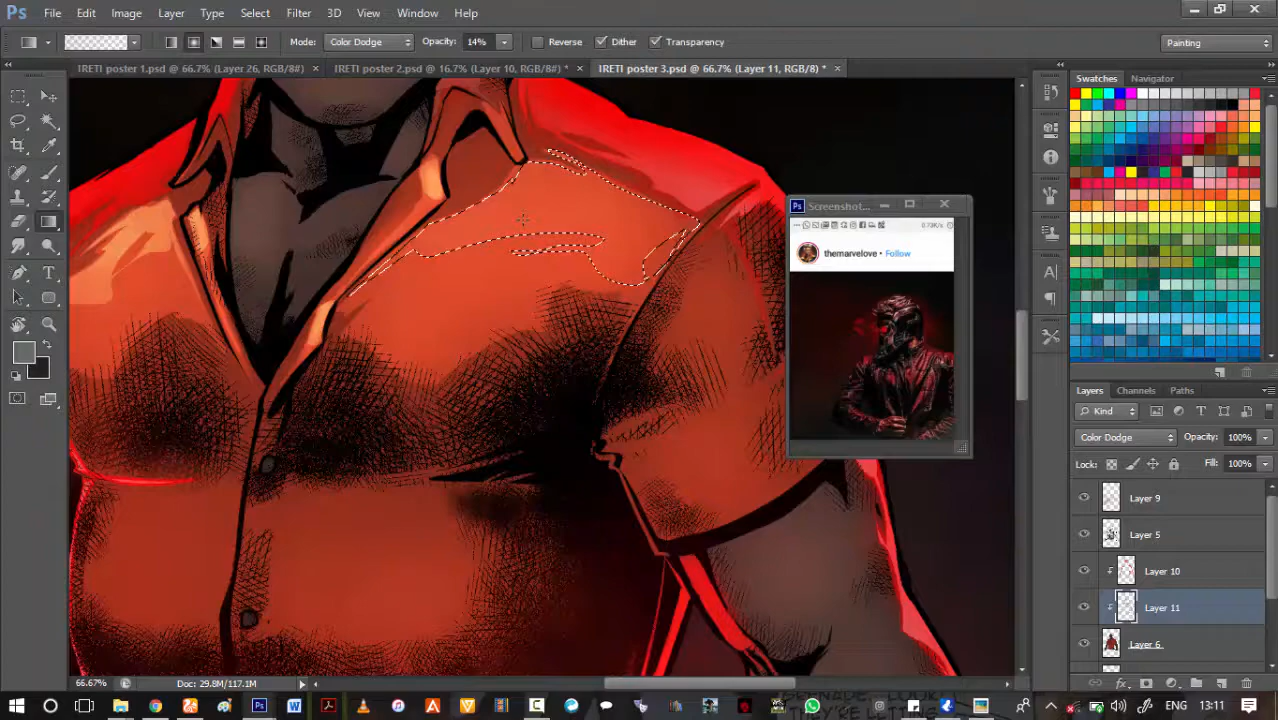 Ps File Edit Image Layer Type Select Filter 3D View Window Help
Mode: Color Dodge Opacity: 14% Reverse Dither Transparency Painting
IRETI poster 1.psd @ 66.7% (Layer 26, RGB/8#) × IRETI poster 2.psd @ 16.7% (Layer 10, RGB/8#) * × IRETI poster 3.psd @ 66.7% (Layer 11, RGB/8) * ×
Swatches Navigator
Ps Screenshot...
themarvelove • Follow
Layers Channels Paths
Kind
Color Dodge Opacity: 100%
Lock: Fill: 100%
Layer 9
Layer 5
Layer 10
Layer 11
Layer 6
66.67% Doc: 29.8M/117.1M
ENG 13:11